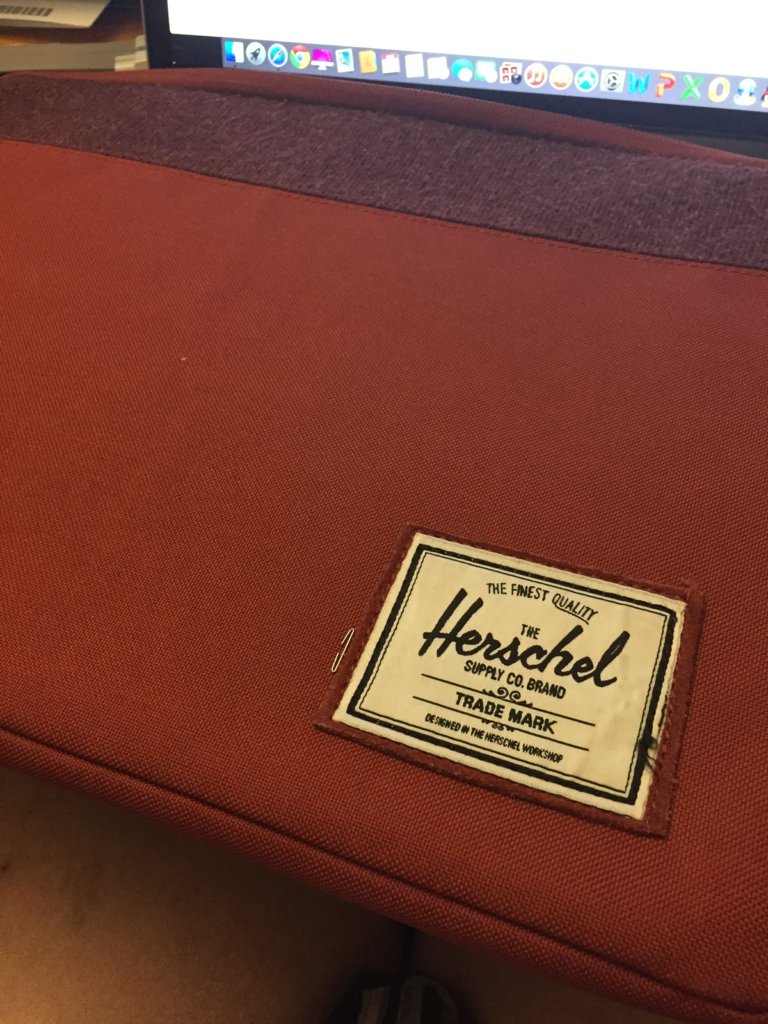 THE FINEST QUALITY
THE
Herschel
SUPPLY CO. BRAND
TRADE MARK
DESIGNED IN THE HERSCHEL WORKSHOP